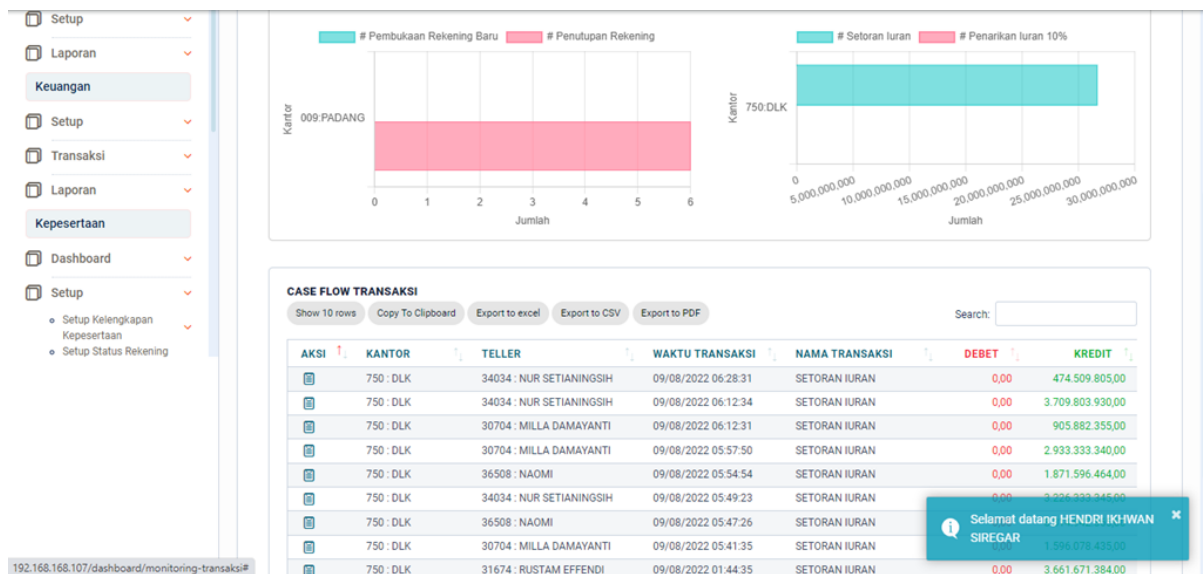 Setup
Laporan
Keuangan
Setup
Transaksi
Laporan
Kepesertaan
Dashboard
Setup
Setup Kelengkapan
Kepesertaan
Setup Status Rekening
192.168.168.107/dashboard/monitoring-transaksi#
# Pembukaan Rekening Baru # Penutupan Rekening
Kantor
009:PADANG
0 1 2 3 4 5 6
Jumlah
# Setoran Iuran # Penarikan Iuran 10%
Kantor
750:DLK
0 5,000,000,000 10,000,000,000 15,000,000,000 20,000,000,000 25,000,000,000 30,000,000,000
Jumlah
CASE FLOW TRANSAKSI
Show 10 rows Copy To Clipboard Export to excel Export to CSV Export to PDF Search:
AKSI KANTOR TELLER WAKTU TRANSAKSI NAMA TRANSAKSI DEBET KREDIT
750 : DLK 34034 : NUR SETIANINGSIH 09/08/2022 06:28:31 SETORAN IURAN 0,00 474.509.805,00
750 : DLK 34034 : NUR SETIANINGSIH 09/08/2022 06:12:34 SETORAN IURAN 0,00 3.709.803.930,00
750 : DLK 30704 : MILLA DAMAYANTI 09/08/2022 06:12:31 SETORAN IURAN 0,00 905.882.355,00
750 : DLK 30704 : MILLA DAMAYANTI 09/08/2022 05:57:50 SETORAN IURAN 0,00 2.933.333.340,00
750 : DLK 36508 : NAOMI 09/08/2022 05:54:54 SETORAN IURAN 0,00 1.871.596.464,00
750 : DLK 34034 : NUR SETIANINGSIH 09/08/2022 05:49:23 SETORAN IURAN 0,00 3.226.333.345,00
750 : DLK 36508 : NAOMI 09/08/2022 05:47:26 SETORAN IURAN
750 : DLK 30704 : MILLA DAMAYANTI 09/08/2022 05:41:35 SETORAN IURAN 0,00 1.596.078.435,00
750 : DLK 31674 : RUSTAM EFFENDI 09/08/2022 01:44:35 SETORAN IURAN 0,00 3.661.671.384,00
Selamat datang HENDRI IKHWAN
SIREGAR